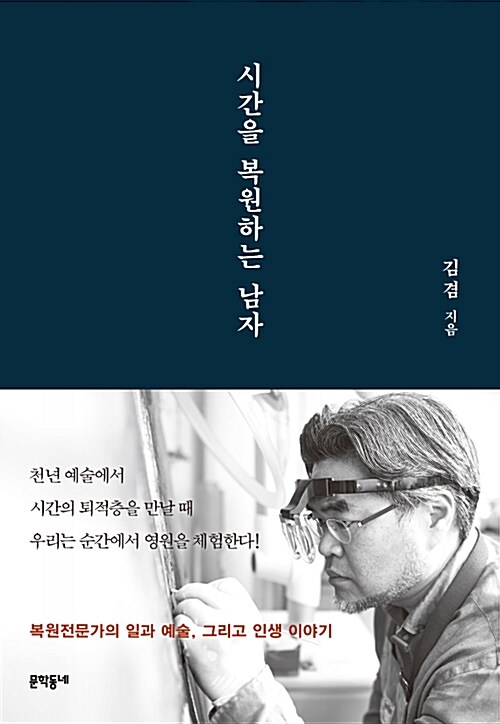 시간을 복원하는 남자
김겸 지음
천년 예술에서
시간의 퇴적층을 만날 때
우리는 순간에서 영원을 체험한다!
복원전문가의 일과 예술, 그리고 인생 이야기
문학동네